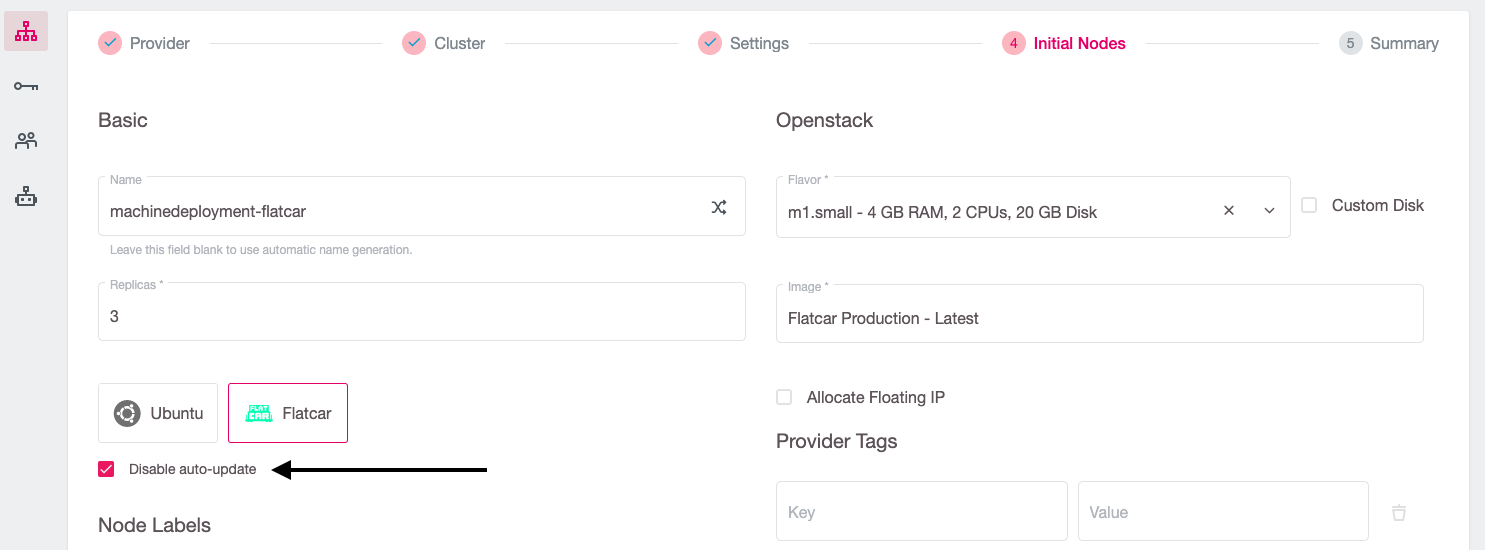 Provider
Cluster
Settings
4 Initial Nodes
5 Summary
Basic
Name
machinedeployment-flatcar
Leave this field blank to use automatic name generation.
Replicas *
3
Ubuntu
FLAT CAR Flatcar
Disable auto-update
Node Labels
Openstack
Flavor *
m1.small - 4 GB RAM, 2 CPUs, 20 GB Disk
Custom Disk
Image *
Flatcar Production - Latest
Allocate Floating IP
Provider Tags
Key
Value